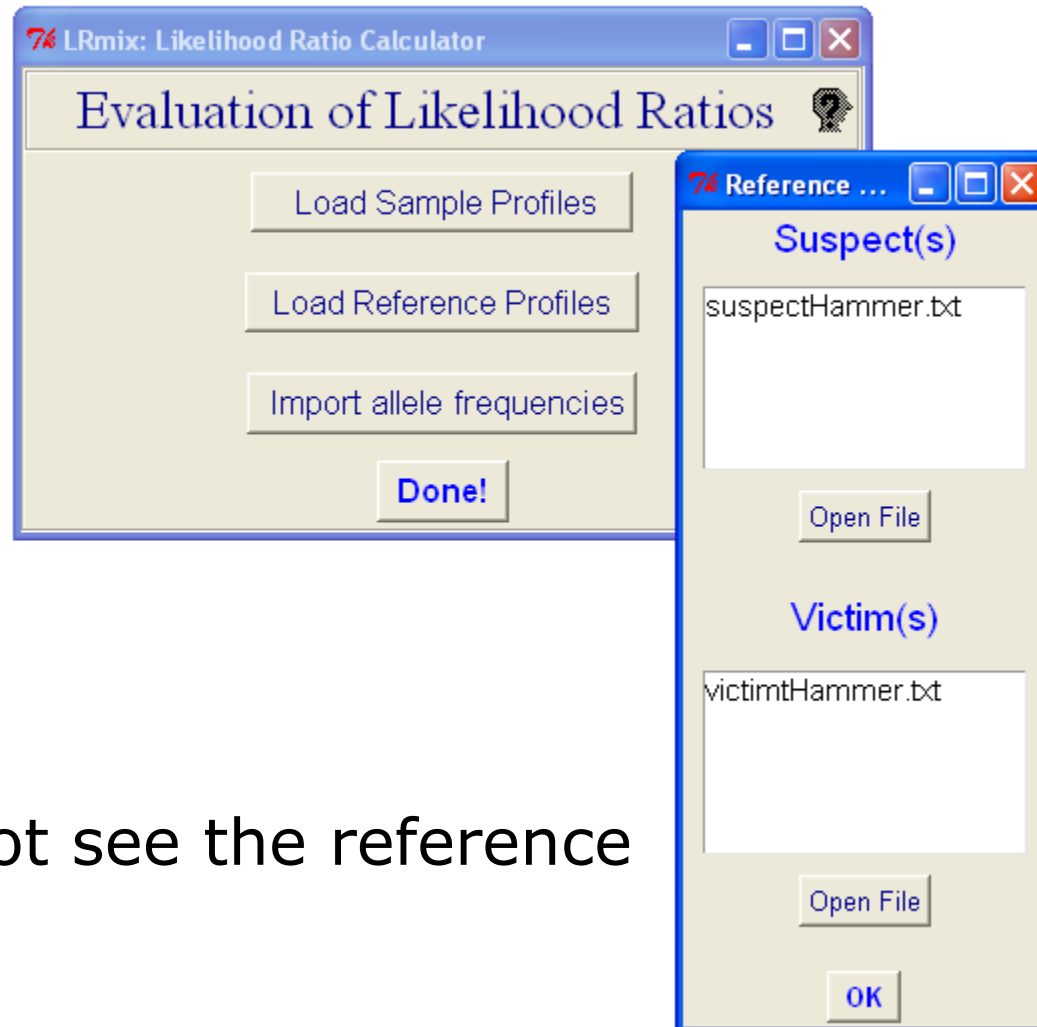 LRmix: Likelihood Ratio Calculator
Evaluation of Likelihood Ratios
Load Sample Profiles
Load Reference Profiles
Import allele frequencies
Done!
Reference ...
Suspect(s)
suspectHammer.txt
Open File
Victim(s)
victimtHammer.txt
Open File
OK
see the reference